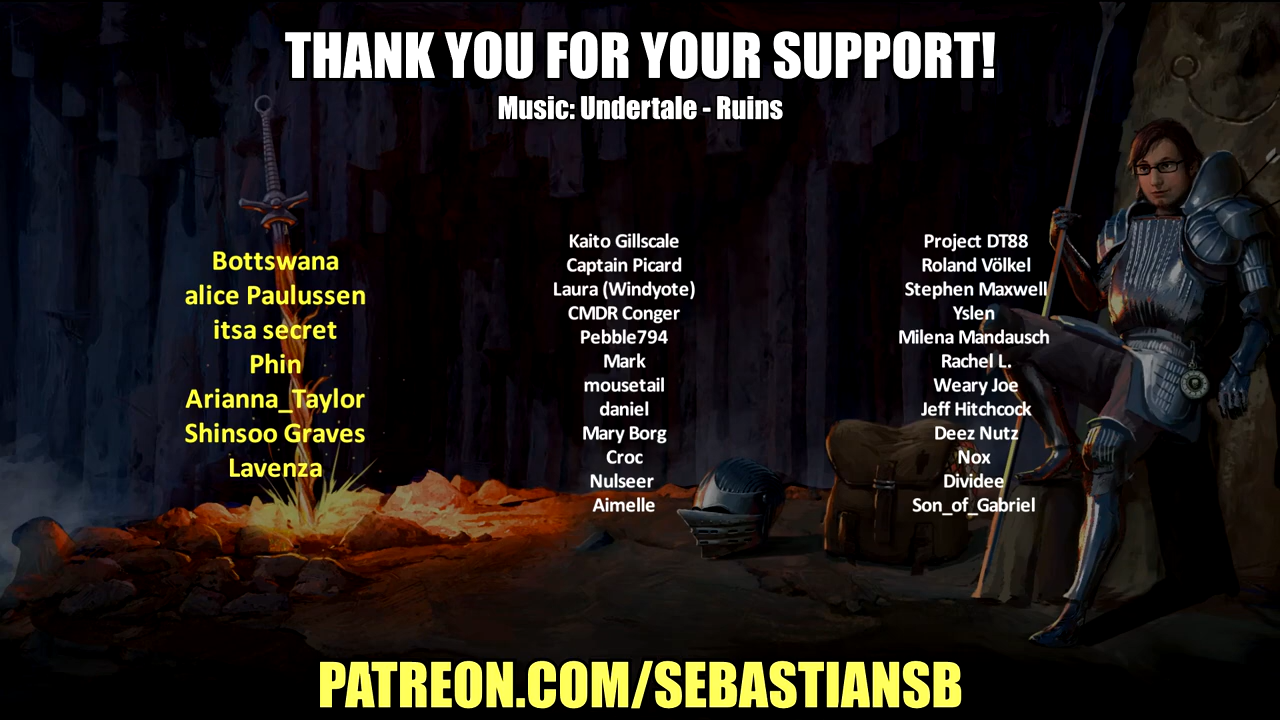 THANK YOU FOR YOUR SUPPORT!
Music: Undertale - Ruins
Bottswana
alice Paulussen
itsa secret
Phin
Arianna_Taylor
Shinsoo Graves
Lavenza
Kaito Gillscale
Captain Picard
Laura (Windyote)
CMDR Conger
Pebble794
Mark
mousetail
daniel
Mary Borg
Croc
Nulseer
Aimelle
Project DT88
Roland Völkel
Stephen Maxwell
Yslen
Milena Mandausch
Rachel L.
Weary Joe
Jeff Hitchcock
Deez Nutz
Nox
Dividee
Son_of_Gabriel
PATREON.COM/SEBASTIANSB